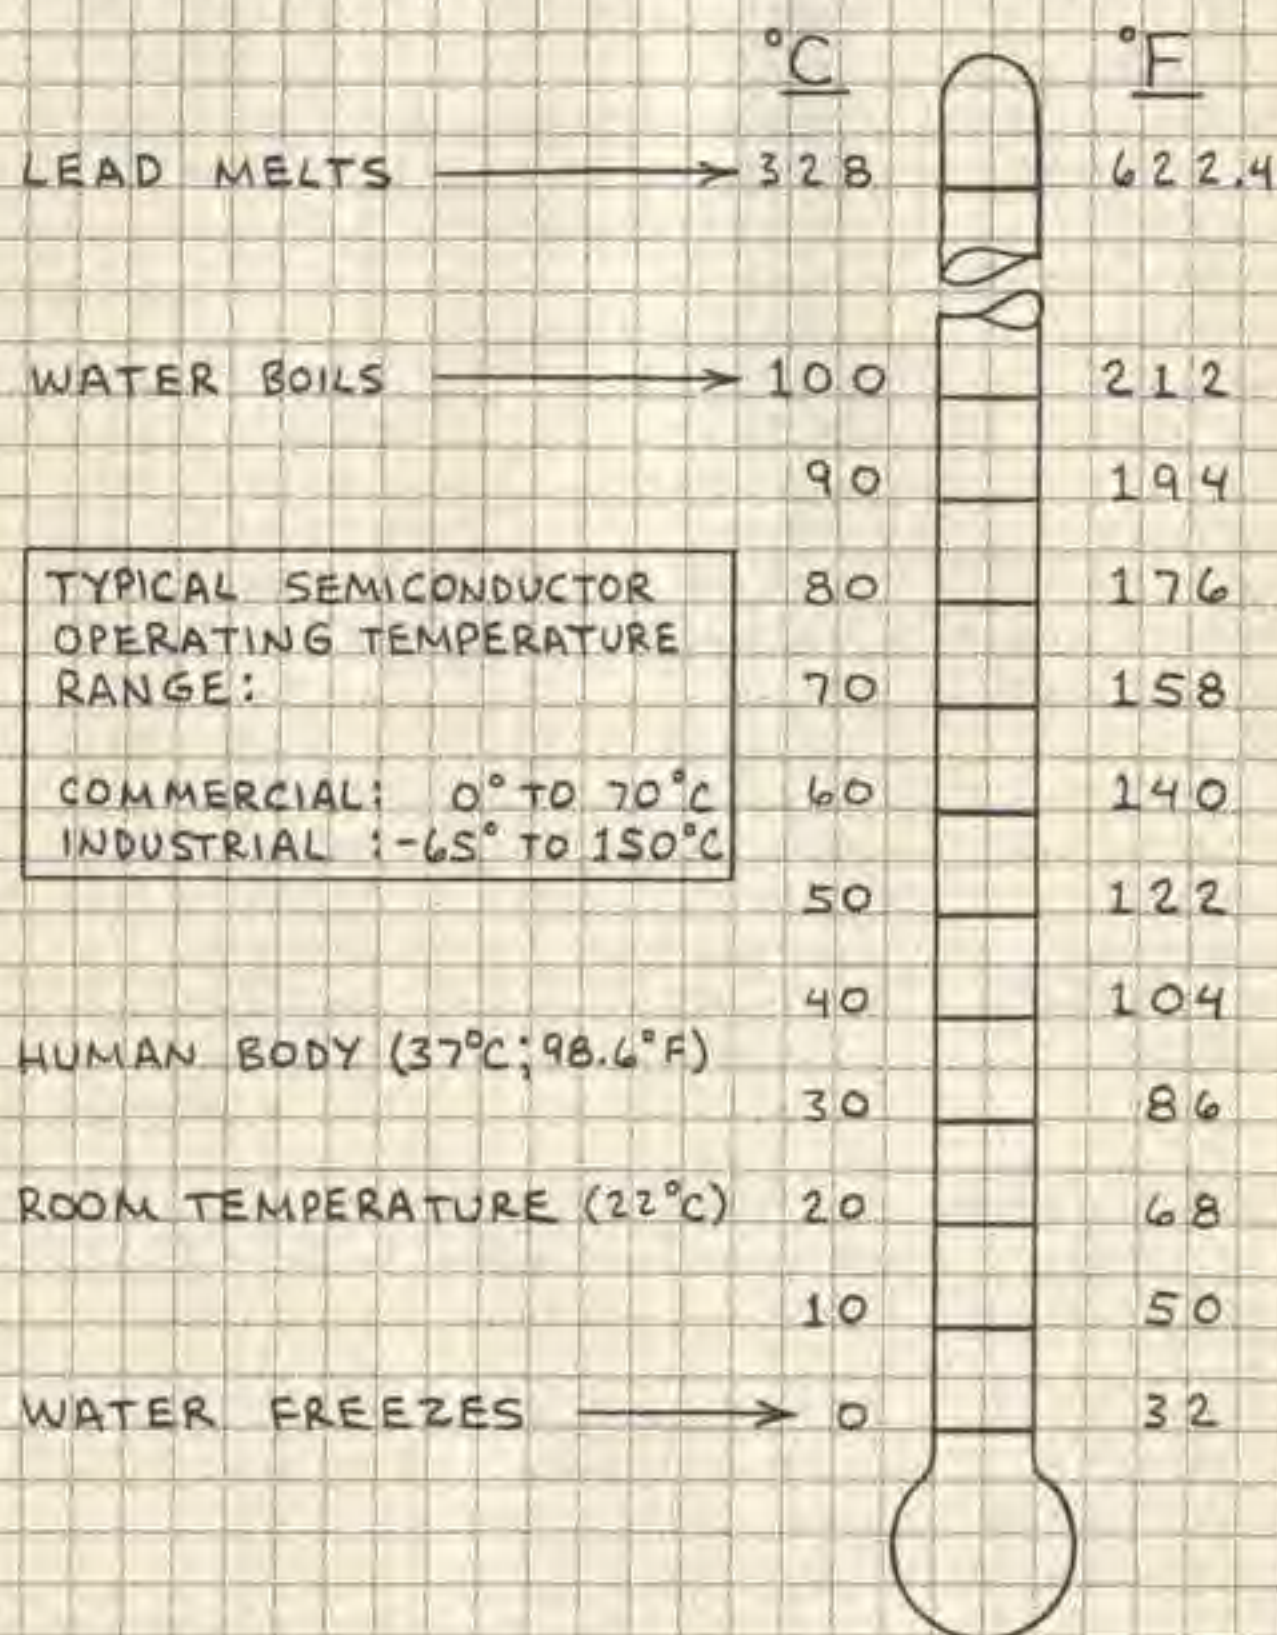 °C °F
LEAD MELTS 328 622.4
WATER BOILS 100 212
90 194
TYPICAL SEMICONDUCTOR 80 176
OPERATING TEMPERATURE
RANGE: 70 158
COMMERCIAL: 0° TO 70°C 60 140
INDUSTRIAL :-65° TO 150°C
50 122
40 104
HUMAN BODY (37°C; 98.6°F)
30 86
ROOM TEMPERATURE (22°C) 20 68
10 50
WATER FREEZES 0 32